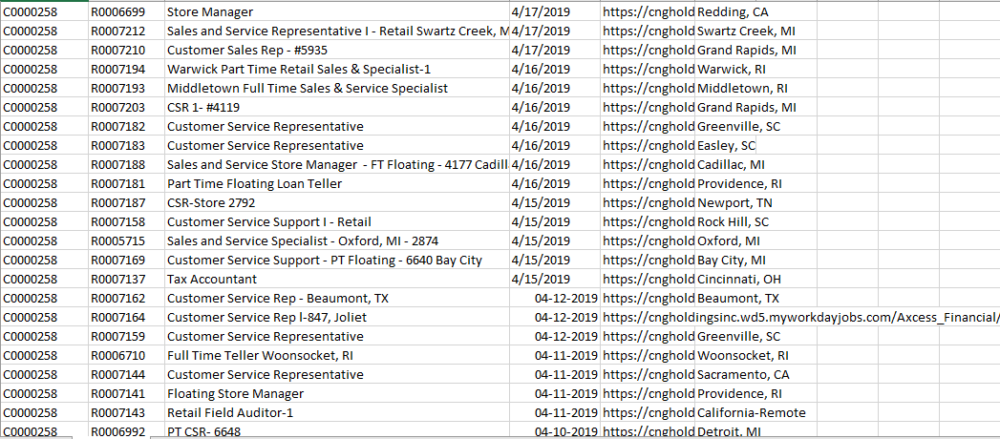 C0000258 R0006699 Store Manager 4/17/2019 https://cnghold Redding, CA
C0000258 R0007212 Sales and Service Representative I - Retail Swartz Creek, M 4/17/2019 https://cnghold Swartz Creek, MI
C0000258 R0007210 Customer Sales Rep - #5935 4/17/2019 https://cnghold Grand Rapids, MI
C0000258 R0007194 Warwick Part Time Retail Sales & Specialist-1 4/16/2019 https://cnghold Warwick, RI
C0000258 R0007193 Middletown Full Time Sales & Service Specialist 4/16/2019 https://cnghold Middletown, RI
C0000258 R0007203 CSR 1- #4119 4/16/2019 https://cnghold Grand Rapids, MI
C0000258 R0007182 Customer Service Representative 4/16/2019 https://cnghold Greenville, SC
C0000258 R0007183 Customer Service Representative 4/16/2019 https://cnghold Easley, SC
C0000258 R0007188 Sales and Service Store Manager - FT Floating - 4177 Cadill 4/16/2019 https://cnghold Cadillac, MI
C0000258 R0007181 Part Time Floating Loan Teller 4/16/2019 https://cnghold Providence, RI
C0000258 R0007187 CSR-Store 2792 4/15/2019 https://cnghold Newport, TN
C0000258 R0007158 Customer Service Support I - Retail 4/15/2019 https://cnghold Rock Hill, SC
C0000258 R0005715 Sales and Service Specialist - Oxford, MI - 2874 4/15/2019 https://cnghold Oxford, MI
C0000258 R0007169 Customer Service Support - PT Floating - 6640 Bay City 4/15/2019 https://cnghold Bay City, MI
C0000258 R0007137 Tax Accountant 4/15/2019 https://cnghold Cincinnati, OH
C0000258 R0007162 Customer Service Rep - Beaumont, TX 04-12-2019 https://cnghold Beaumont, TX
C0000258 R0007164 Customer Service Rep I-847, Joliet 04-12-2019 https://cngholdingsinc.wd5.myworkdayjobs.com/Axcess_Financial/
C0000258 R0007159 Customer Service Representative 04-12-2019 https://cnghold Greenville, SC
C0000258 R0006710 Full Time Teller Woonsocket, RI 04-11-2019 https://cnghold Woonsocket, RI
C0000258 R0007144 Customer Service Representative 04-11-2019 https://cnghold Sacramento, CA
C0000258 R0007141 Floating Store Manager 04-11-2019 https://cnghold Providence, RI
C0000258 R0007143 Retail Field Auditor-1 04-11-2019 https://cnghold California-Remote
C0000258 R0006992 PT CSR- 6648 04-10-2019 https://cnghold Detroit, MI